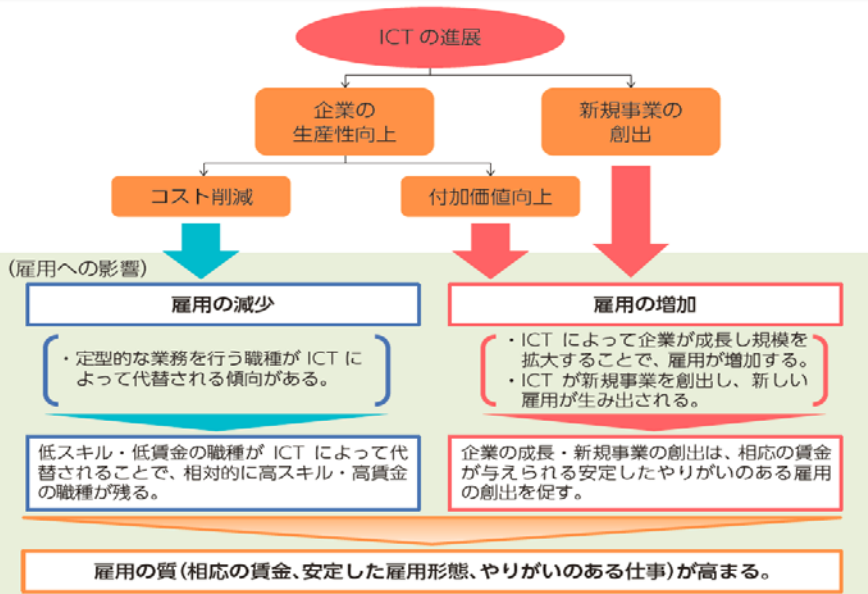 ICT の進展
企業の
生産性向上
新規事業の
創出
コスト削減
付加価値向上
(雇用への影響)
雇用の減少
・定型的な業務を行う職種が ICT に
よって代替される傾向がある。
低スキル・低賃金の職種が ICT によって代
替されることで、相対的に高スキル・高賃金
の職種が残る。
雇用の増加
・ICT によって企業が成長し規模を
拡大することで、雇用が増加する。
・ICT が新規事業を創出し、新しい
雇用が生み出される。
企業の成長・新規事業の創出は、相応の賃金
が与えられる安定したやりがいのある雇用
の創出を促す。
雇用の質(相応の賃金、安定した雇用形態、やりがいのある仕事)が高まる。